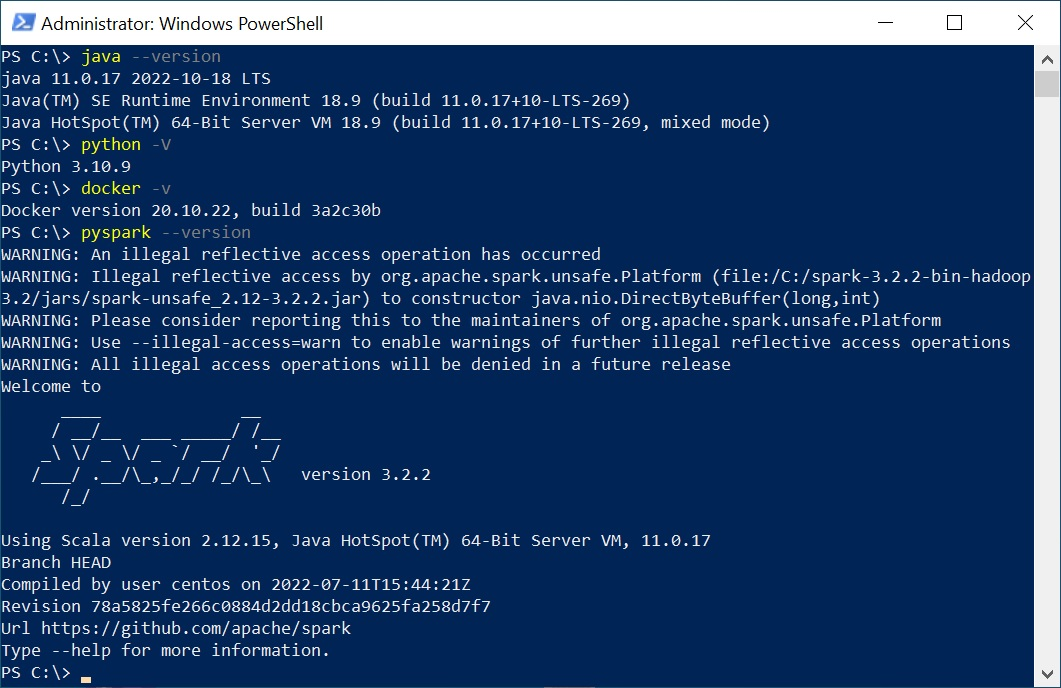 Administrator: Windows PowerShell
PS C:\> java --version
java 11.0.17 2022-10-18 LTS
Java(TM) SE Runtime Environment 18.9 (build 11.0.17+10-LTS-269)
Java HotSpot(TM) 64-Bit Server VM 18.9 (build 11.0.17+10-LTS-269, mixed mode)
PS C:\> python -V
Python 3.10.9
PS C:\> docker -v
Docker version 20.10.22, build 3a2c30b
PS C:\> pyspark --version
WARNING: An illegal reflective access operation has occurred
WARNING: Illegal reflective access by org.apache.spark.unsafe.Platform (file:/C:/spark-3.2.2-bin-hadoop
3.2/jars/spark-unsafe_2.12-3.2.2.jar) to constructor java.nio.DirectByteBuffer(long,int)
WARNING: Please consider reporting this to the maintainers of org.apache.spark.unsafe.Platform
WARNING: Use --illegal-access=warn to enable warnings of further illegal reflective access operations
WARNING: All illegal access operations will be denied in a future release
Welcome to
      ____              __
     / __/__  ___ _____/ /__
    _\ \/ _ \/ _ `/ __/  '_/
   /___/ .__/\_,_/_/ /_/\_\   version 3.2.2
      /_/
Using Scala version 2.12.15, Java HotSpot(TM) 64-Bit Server VM, 11.0.17
Branch HEAD
Compiled by user centos on 2022-07-11T15:44:21Z
Revision 78a5825fe266c0884d2dd18cbca9625fa258d7f7
Url https://github.com/apache/spark
Type --help for more information.
PS C:\>